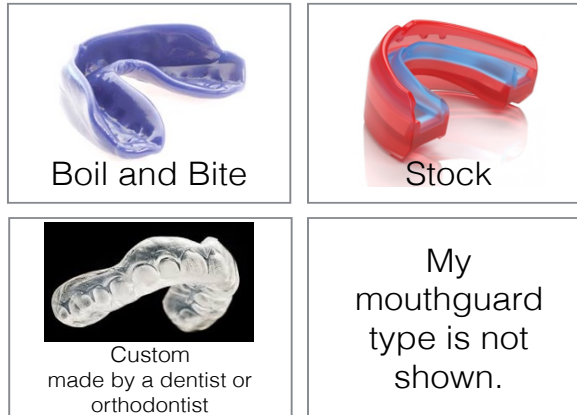 Boil and Bite
Stock
Custom
made by a dentist or
orthodontist
My
mouthguard
type is not
shown.